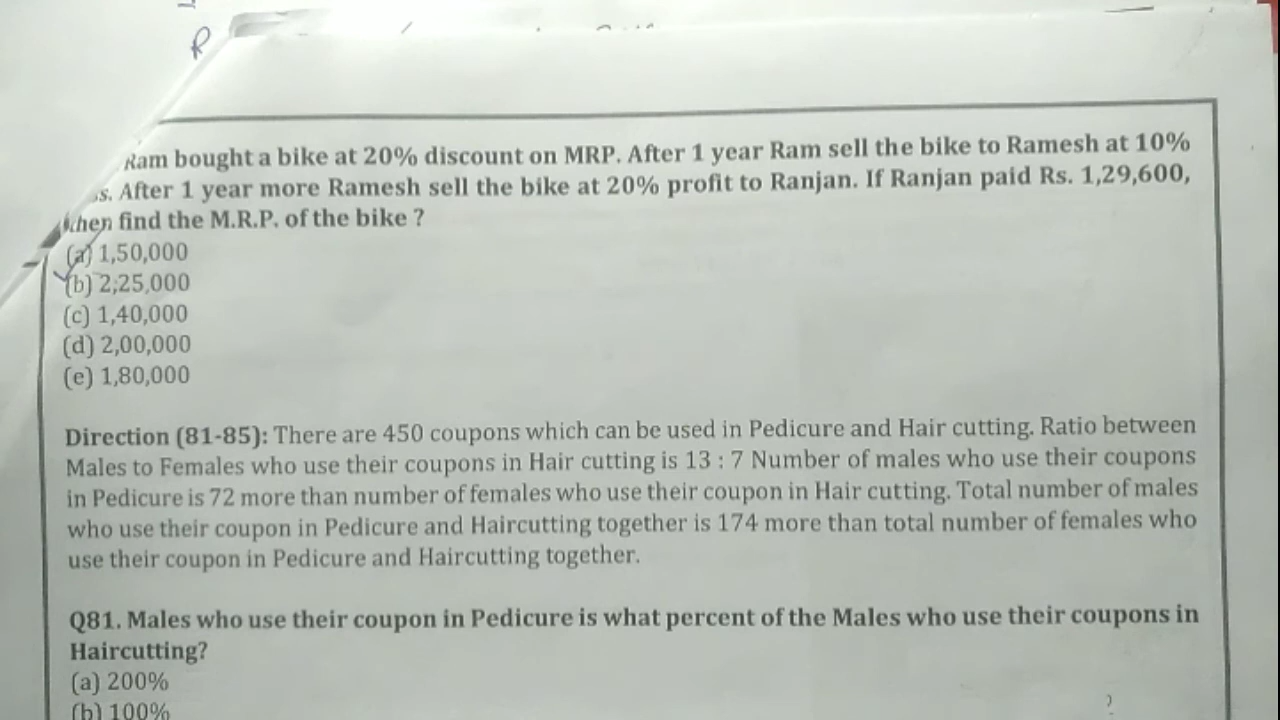 R
Ram bought a bike at 20% discount on MRP. After 1 year Ram sell the bike to Ramesh at 10%
s. After 1 year more Ramesh sell the bike at 20% profit to Ranjan. If Ranjan paid Rs. 1,29,600,
then find the M.R.P. of the bike ?
(a) 1,50,000
(b) 2,25,000
(c) 1,40,000
(d) 2,00,000
(e) 1,80,000
Direction (81-85): There are 450 coupons which can be used in Pedicure and Hair cutting. Ratio between
Males to Females who use their coupons in Hair cutting is 13 : 7 Number of males who use their coupons
in Pedicure is 72 more than number of females who use their coupon in Hair cutting. Total number of males
who use their coupon in Pedicure and Haircutting together is 174 more than total number of females who
use their coupon in Pedicure and Haircutting together.
Q81. Males who use their coupon in Pedicure is what percent of the Males who use their coupons in
Haircutting?
(a) 200%
(b) 100%